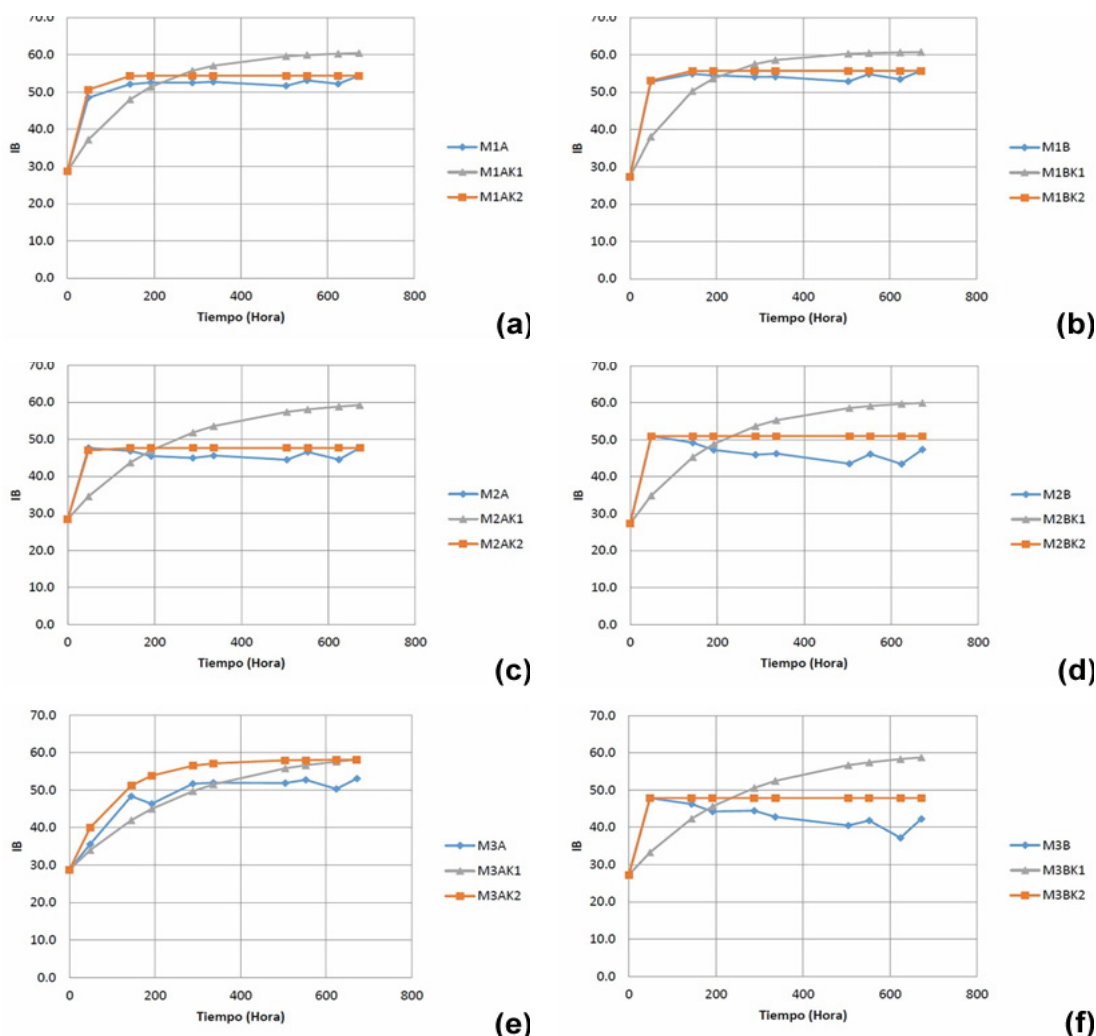 70.0
60.0
50.0
40.0
30.0
20.0
10.0
0.0
IB
0 200 400 600 800
Tiempo (Hora)
M1A
M1AK1
M1AK2
(a)
70.0
60.0
50.0
40.0
30.0
20.0
10.0
0.0
IB
0 200 400 600 800
Tiempo (Hora)
M1B
M1BK1
M1BK2
(b)
70.0
60.0
50.0
40.0
30.0
20.0
10.0
0.0
IB
0 200 400 600 800
Tiempo (Hora)
M2A
M2AK1
M2AK2
(c)
70.0
60.0
50.0
40.0
30.0
20.0
10.0
0.0
IB
0 200 400 600 800
Tiempo (Hora)
M2B
M2BK1
M2BK2
(d)
70.0
60.0
50.0
40.0
30.0
20.0
10.0
0.0
IB
0 200 400 600 800
Tiempo (Hora)
M3A
M3AK1
M3AK2
(e)
70.0
60.0
50.0
40.0
30.0
20.0
10.0
0.0
IB
0 200 400 600 800
Tiempo (Hora)
M3B
M3BK1
M3BK2
(f)